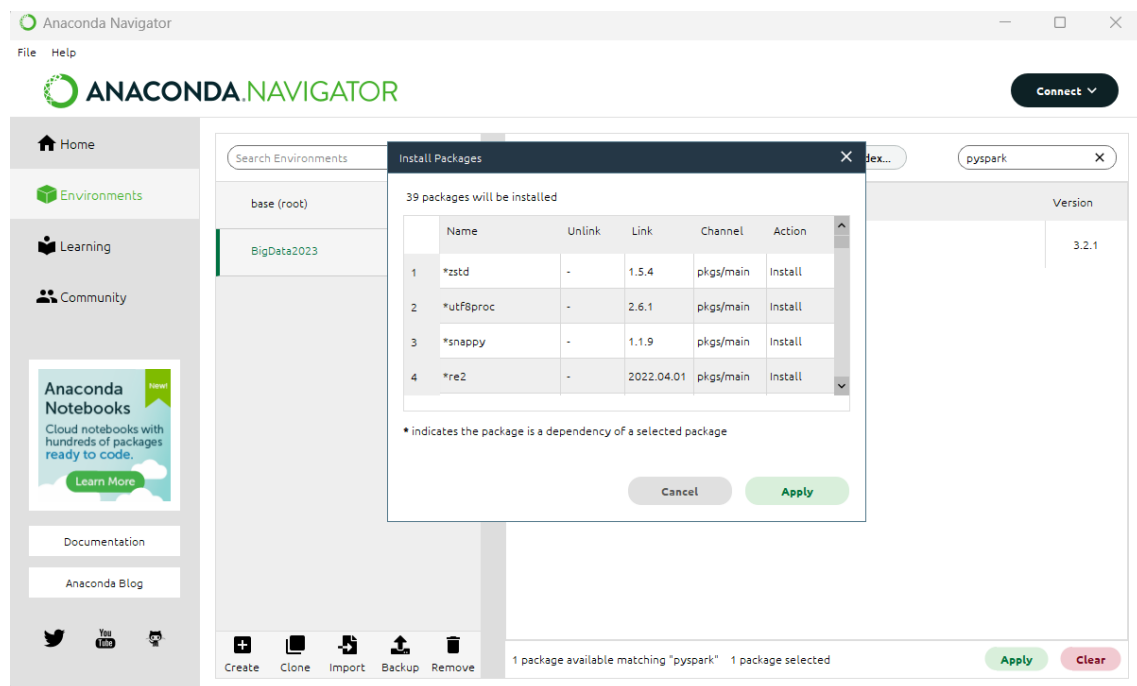 Anaconda Navigator
File Help
ANACONDA.NAVIGATOR
Connect
Home
Environments
Learning
Community
Anaconda
Notebooks
New!
Cloud notebooks with
hundreds of packages
ready to code.
Learn More
Documentation
Anaconda Blog
You
Tube
Search Environments
base (root)
BigData2023
Create Clone Import Backup Remove
dex...
pyspark
Version
3.2.1
Install Packages
39 packages will be installed
Name Unlink Link Channel Action
1 *zstd - 1.5.4 pkgs/main Install
2 *utf8proc - 2.6.1 pkgs/main Install
3 *snappy - 1.1.9 pkgs/main Install
4 *re2 - 2022.04.01 pkgs/main Install
* indicates the package is a dependency of a selected package
Cancel Apply
1 package available matching "pyspark" 1 package selected
Apply Clear